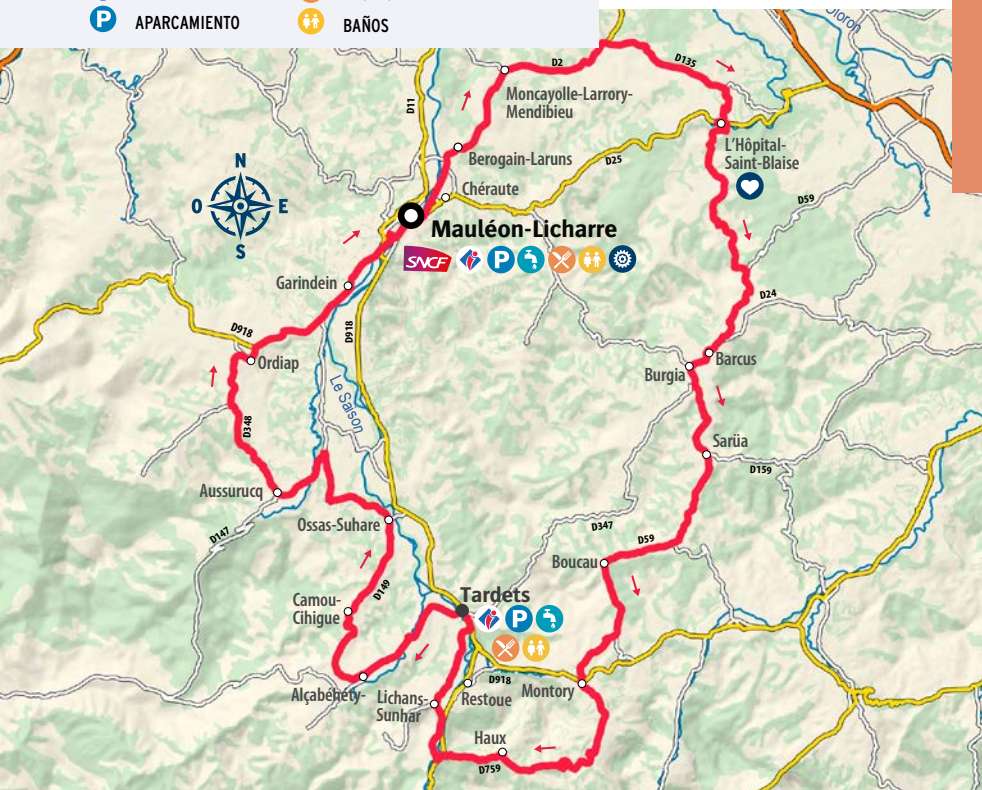 P APARCAMIENTO
BAÑOS
Oloron
D2
D135
D11
Moncayolle-Larrory-
Mendibieu
L'Hôpital-
Saint-Blaise
Berogain-Laruns
D25
N
O E
S
Chéraute
D59
Mauléon-Licharre
SNCF P
Garindein
D24
D918
D918
Ordiap
Barcus
Burgia
Le Saison
D348
Sarüa
D159
Aussurucq
Ossas-Suhare
D147
D347
D59
Boucau
D149
Tardets
P
Camou-
Cihigue
D918
Alçabéhéty-
Lichans-
Sunhar
Restoue
Montory
Haux
D759